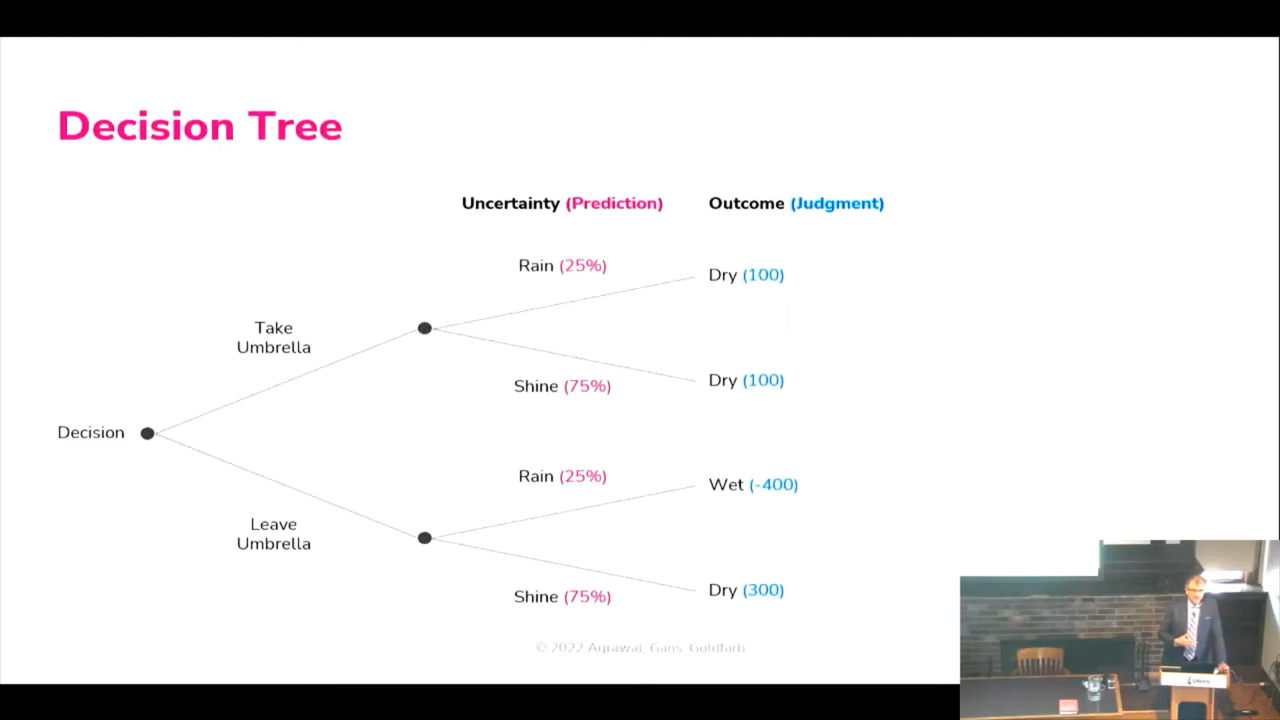 Decision Tree
Uncertainty (Prediction)
Outcome (Judgment)
Rain (25%)
Dry (100)
Take
Umbrella
Shine (75%)
Dry (100)
Decision
Rain (25%)
Wet (-400)
Leave
Umbrella
Shine (75%)
Dry (300)
© 2022 Agrawal, Gans, Goldfarb